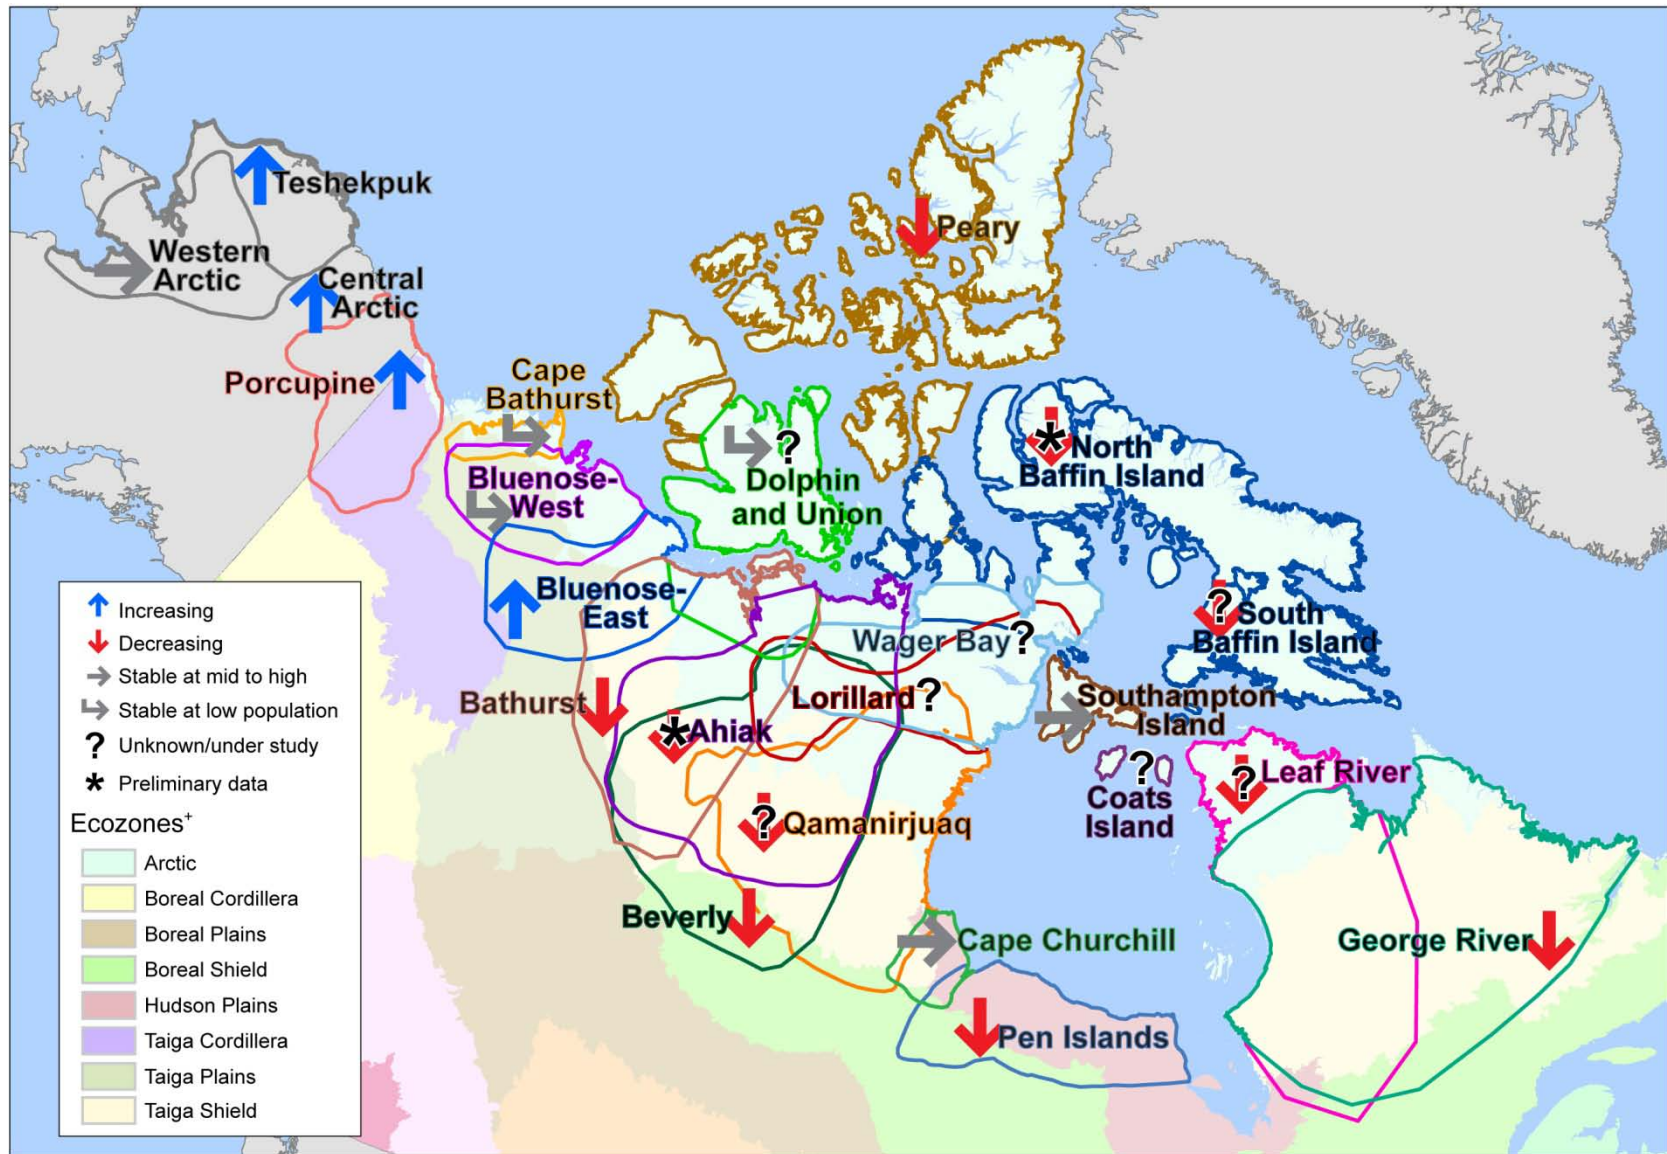 Teshekpuk
Western
Arctic
Central
Arctic
Peary
Porcupine
Cape
Bathurst
Bluenose-
West
?
Dolphin
and Union
*
North
Baffin Island
Bluenose-
East
Wager Bay
?
?
South
Baffin Island
Bathurst
*
Ahiak
Lorillard
?
Southampton
Island
?
Coats
Island
?
Leaf River
?
Qamanirjuaq
Beverly
Cape Churchill
George River
Pen Islands
Increasing
Decreasing
Stable at mid to high
Stable at low population
? Unknown/under study
* Preliminary data
Ecozones+
Arctic
Boreal Cordillera
Boreal Plains
Boreal Shield
Hudson Plains
Taiga Cordillera
Taiga Plains
Taiga Shield